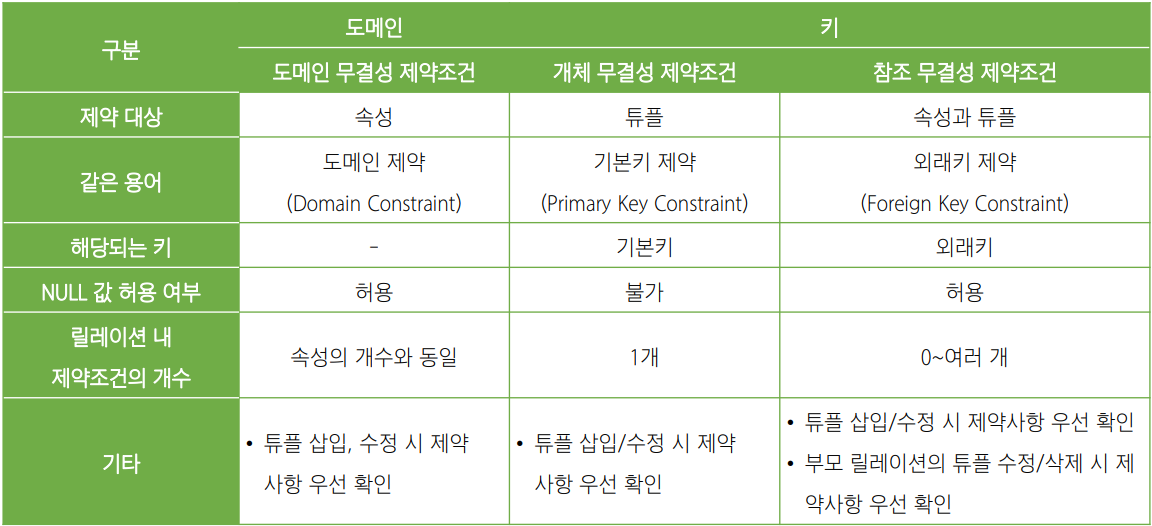 구분
도메인
키
도메인 무결성 제약조건
개체 무결성 제약조건
참조 무결성 제약조건
제약 대상
속성
튜플
속성과 튜플
같은 용어
도메인 제약
(Domain Constraint)
기본키 제약
(Primary Key Constraint)
외래키 제약
(Foreign Key Constraint)
해당되는 키
-
기본키
외래키
NULL 값 허용 여부
허용
불가
허용
릴레이션 내
제약조건의 개수
속성의 개수와 동일
1개
0~여러 개
기타
• 튜플 삽입, 수정 시 제약
사항 우선 확인
• 튜플 삽입/수정 시 제약
사항 우선 확인
• 튜플 삽입/수정 시 제약사항 우선 확인
• 부모 릴레이션의 튜플 수정/삭제 시 제
약사항 우선 확인